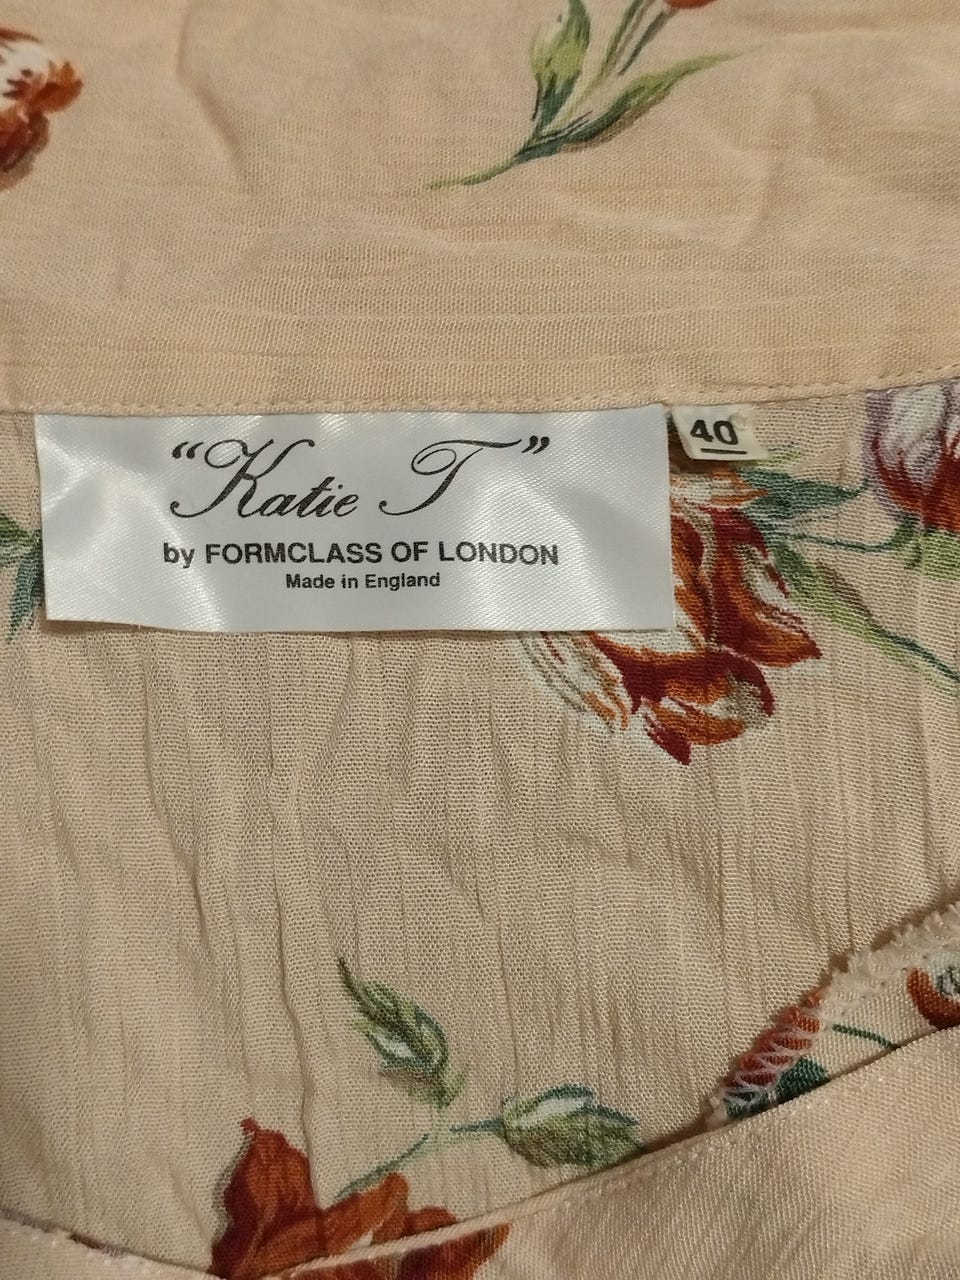 “Katie T”
by FORMCLASS OF LONDON
Made in England
40